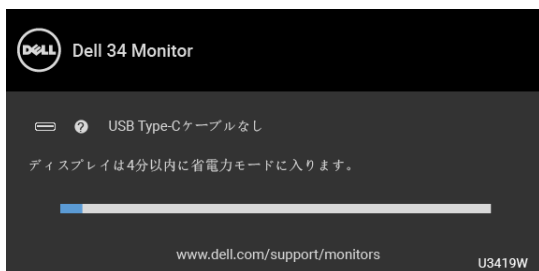 DELL Dell 34 Monitor
USB Type-Cケーブルなし
ディスプレイは4分以内に省電力モードに入ります。
www.dell.com/support/monitors
U3419W